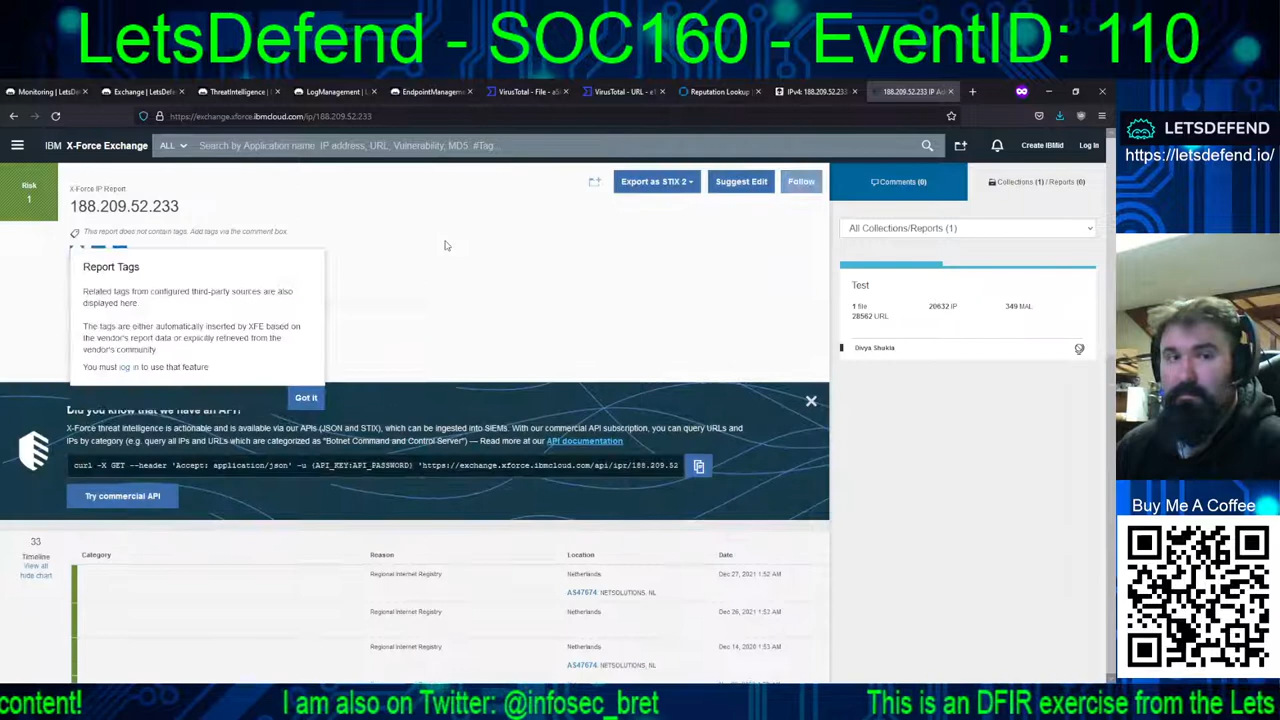 LetsDefend - SOC160 - EventID: 110
Monitoring | LetsDe
Exchange | LetsDefe
ThreatIntelligence |
LogManagement | L
EndpointManagem
VirusTotal - File - a5
VirusTotal - URL - e1
Reputation Lookup |
IPv4: 188.209.52.233
188.209.52.233 IP Ad
https://exchange.xforce.ibmcloud.com/ip/188.209.52.233
IBM X-Force Exchange
ALL
Search by Application name, IP address, URL, Vulnerability, MD5, #Tag...
Create IBMid
Log In
LETSDEFEND
https://letsdefend.io/
Risk
1
X-Force IP Report
188.209.52.233
Export as STIX 2
Suggest Edit
Follow
This report does not contain tags. Add tags via the comment box.
Report Tags
Related tags from configured third-party sources are also
displayed here.
The tags are either automatically inserted by XFE based on
the vendor's report data or explicitly retrieved from the
vendor's community
You must log in to use that feature
Got it
Comments (0)
Collections (1) / Reports (0)
All Collections/Reports (1)
Test
1 file
20632 IP
349 MAL
28562 URL
Divya Shukla
Did you know that we have an API?
X-Force threat intelligence is actionable and is available via our APIs (JSON and STIX), which can be ingested into SIEMs. With our commercial API subscription, you can query URLs and
IPs by category (e.g. query all IPs and URLs which are categorized as "Botnet Command and Control Server") — Read more at our API documentation
curl -X GET --header 'Accept: application/json' -u {API_KEY:API_PASSWORD} 'https://exchange.xforce.ibmcloud.com/api/ipr/188.209.52
Try commercial API
33
Timeline
View all
hide chart
Category
Reason
Location
Date
Regional Internet Registry
Netherlands
Dec 27, 2021 1:52 AM
AS47674: NETSOLUTIONS, NL
Regional Internet Registry
Netherlands
Dec 26, 2021 1:52 AM
Regional Internet Registry
Netherlands
Dec 14, 2020 1:53 AM
AS47674: NETSOLUTIONS, NL
Buy Me A Coffee
content!
I am also on Twitter: @infosec_bret
This is an DFIR exercise from the Lets